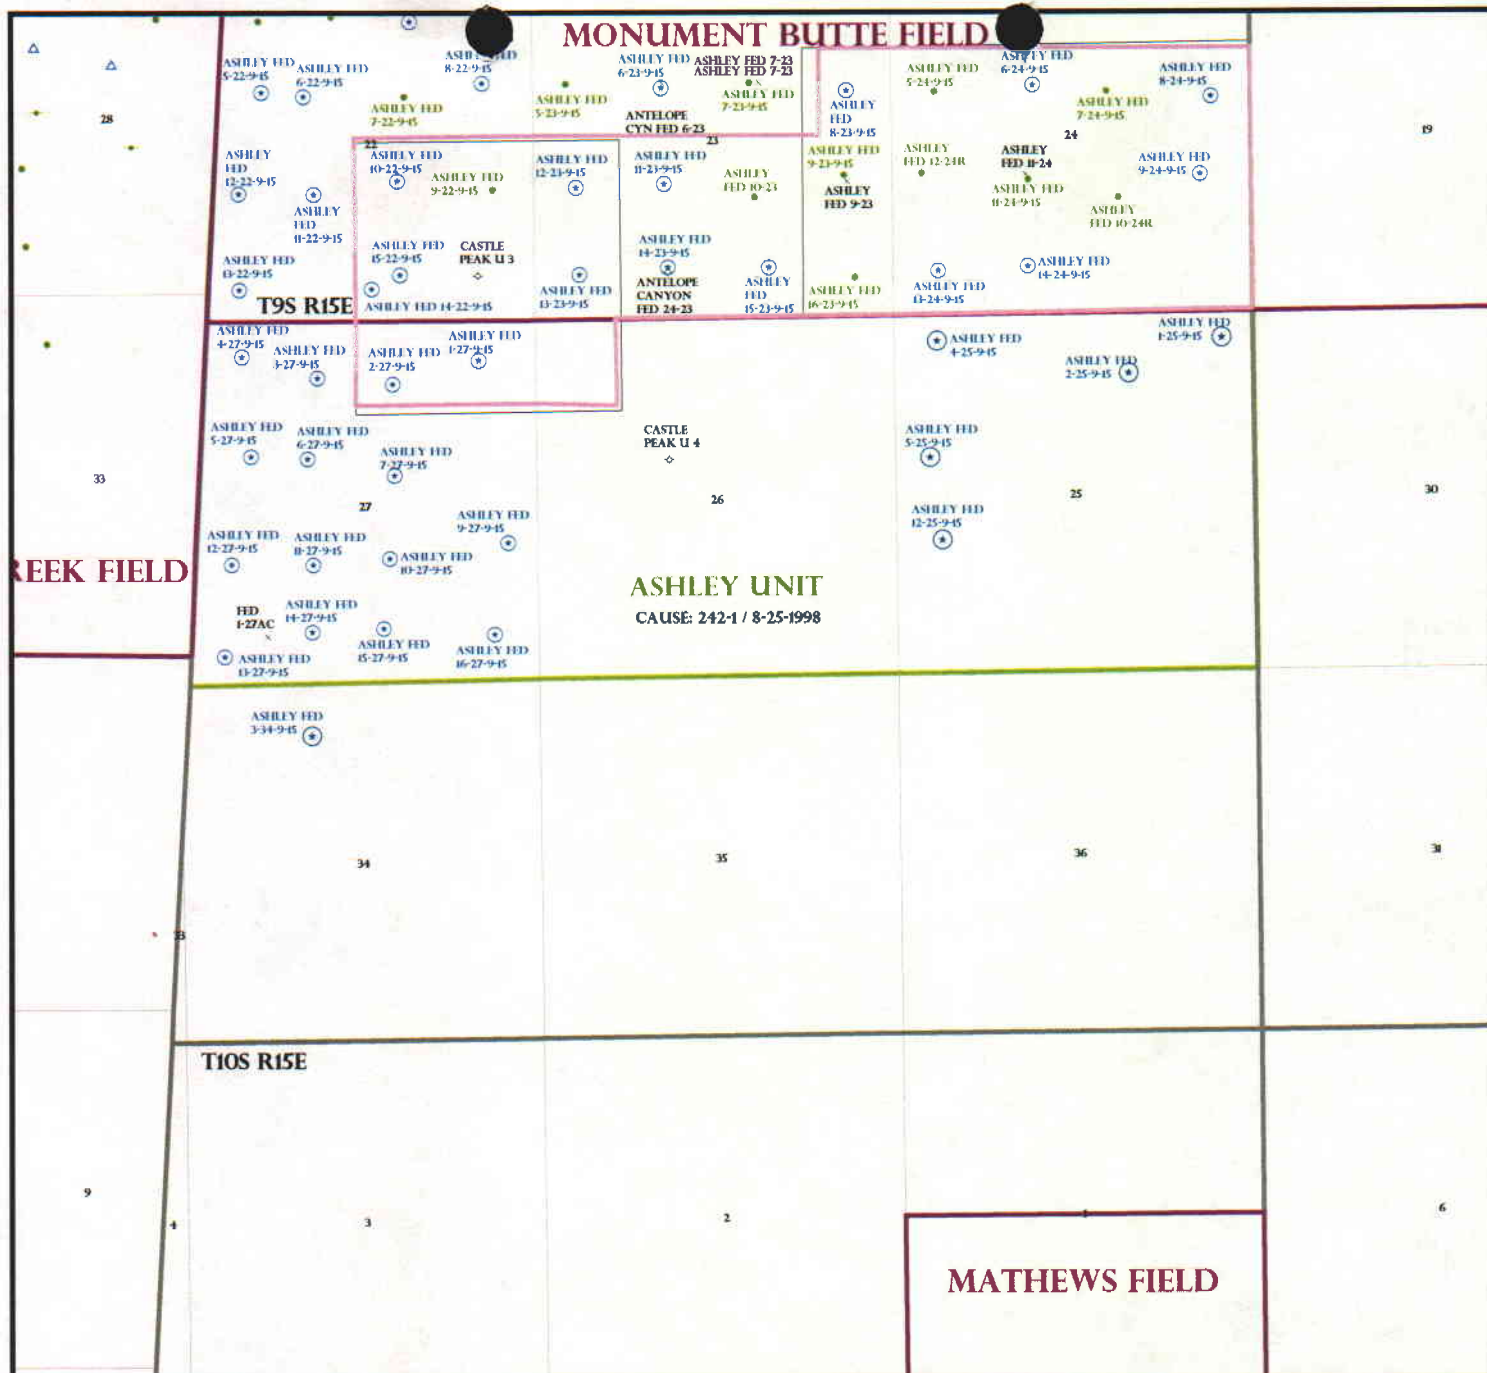 MONUMENT BUTTE FIELD
ASHLEY FED
5-22-9-15
ASHLEY FED
6-22-9-15
8-22-9-15
ASHLEY FED
7-22-9-15
ASHLEY FED
5-23-9-15
ASHLEY FED
6-23-9-15
ASHLEY FED 7-23
ASHLEY FED 7-23
ASHLEY FED
7-23-9-15
ANTELOPE
CYN FED 6-23
ASHLEY
FED
8-23-9-15
ASHLEY FED
5-24-9-15
ASHLEY FED
6-24-9-15
ASHLEY FED
7-24-9-15
ASHLEY FED
8-24-9-15
28
22
23
24
19
ASHLEY
FED
12-22-9-15
ASHLEY
FED
11-22-9-15
ASHLEY FED
10-22-9-15
ASHLEY FED
9-22-9-15
ASHLEY FED
12-23-9-15
ASHLEY FED
11-23-9-15
ASHLEY
FED 10-23
ASHLEY FED
9-23-9-15
ASHLEY
FED 9-23
ASHLEY
FED 12-24R
ASHLEY
FED 11-24
ASHLEY FED
11-24-9-15
ASHLEY
FED 10-24R
ASHLEY FED
9-24-9-15
ASHLEY FED
13-22-9-15
ASHLEY FED
15-22-9-15
CASTLE
PEAK U 3
ASHLEY FED 14-22-9-15
ASHLEY FED
13-23-9-15
ASHLEY FED
14-23-9-15
ANTELOPE
CANYON
FED 24-23
ASHLEY
FED
15-23-9-15
ASHLEY FED
16-23-9-15
ASHLEY FED
13-24-9-15
ASHLEY FED
14-24-9-15
T9S R15E
ASHLEY FED
4-27-9-15
ASHLEY FED
3-27-9-15
ASHLEY FED
2-27-9-15
ASHLEY FED
1-27-9-15
ASHLEY FED
4-25-9-15
ASHLEY FED
2-25-9-15
ASHLEY FED
1-25-9-15
ASHLEY FED
5-27-9-15
ASHLEY FED
6-27-9-15
ASHLEY FED
7-27-9-15
CASTLE
PEAK U 4
ASHLEY FED
5-25-9-15
33
27
26
25
30
ASHLEY FED
9-27-9-15
ASHLEY FED
12-27-9-15
ASHLEY FED
11-27-9-15
ASHLEY FED
10-27-9-15
ASHLEY FED
12-25-9-15
REEK FIELD
ASHLEY UNIT
CAUSE: 242-1 / 8-25-1998
FED
1-27AC
ASHLEY FED
14-27-9-15
ASHLEY FED
15-27-9-15
ASHLEY FED
16-27-9-15
ASHLEY FED
13-27-9-15
ASHLEY FED
3-34-9-15
34
35
36
31
33
T10S R15E
9
4
3
2
6
MATHEWS FIELD